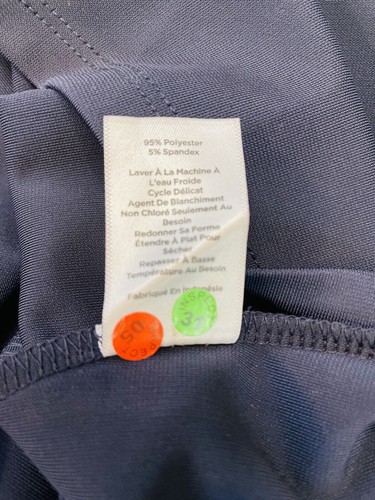 95% Polyester
5% Spandex
Laver À La Machine À
L'eau Froide
Cycle Délicat
Agent De Blanchiment
Non Chloré Seulement Au
Besoin
Redonner Sa Forme
Étendre À Plat Pour
Sécher
Repasser À Basse
Température Au Besoin
Fabriqué En Indonésie